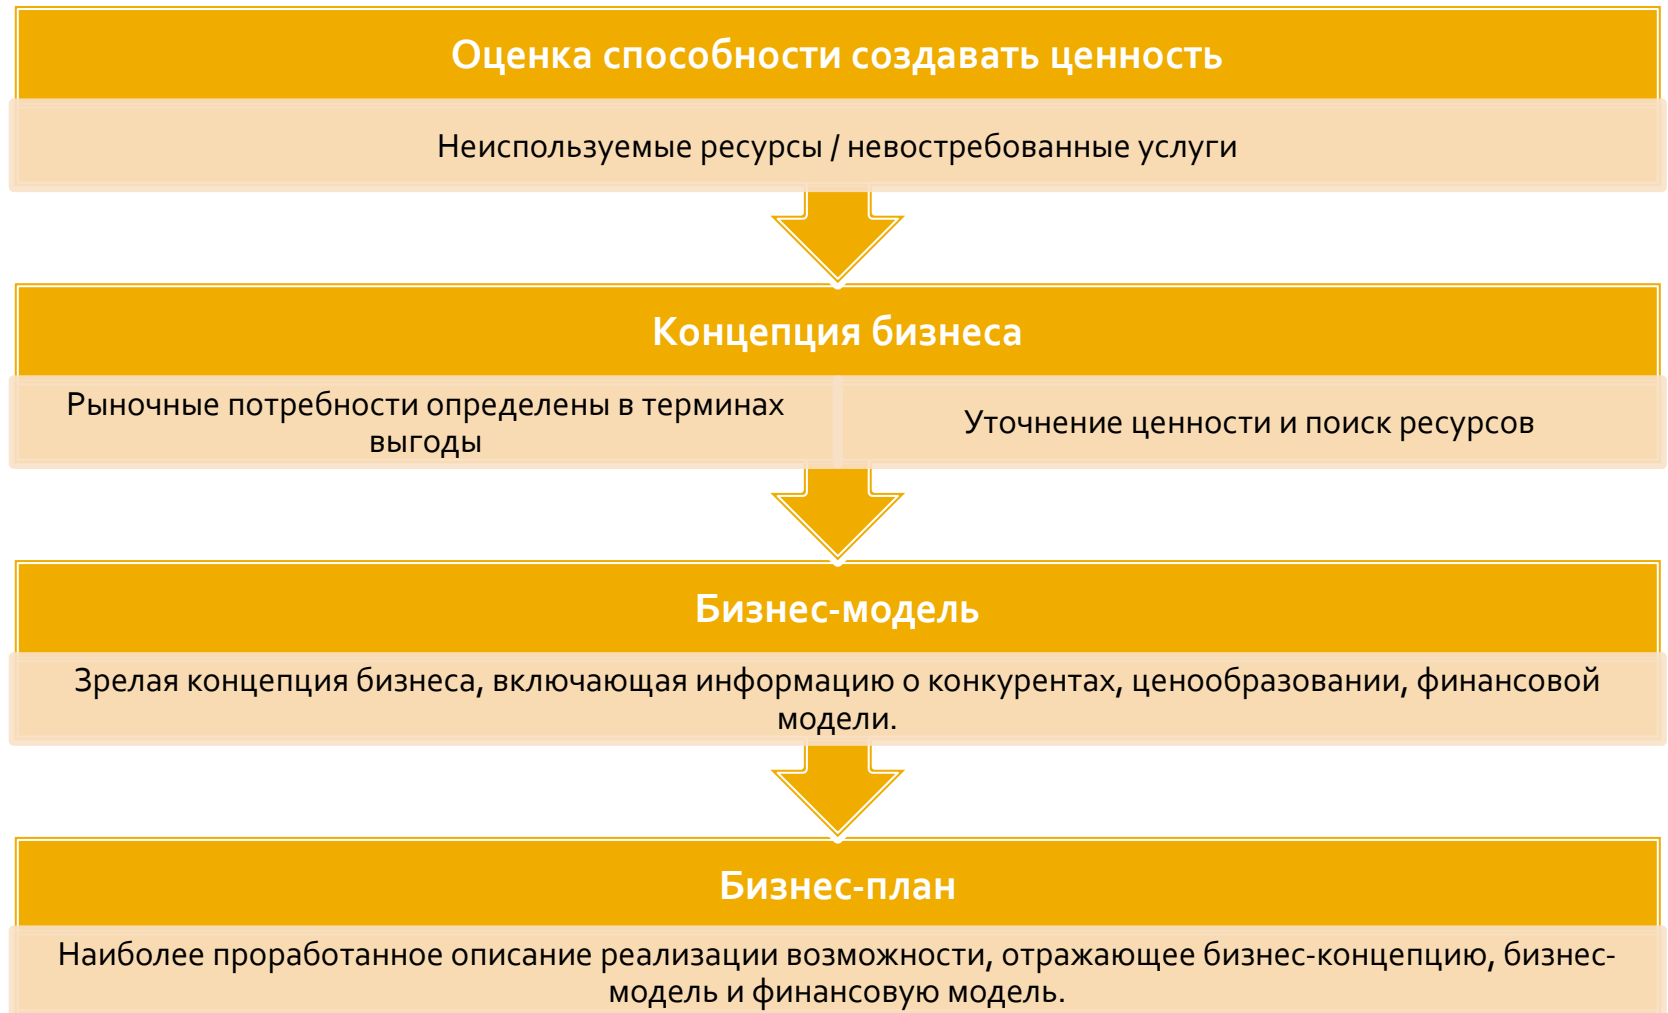 Оценка способности создавать ценность
Неиспользуемые ресурсы / невостребованные услуги
Концепция бизнеса
Рыночные потребности определены в терминах
выгоды
Уточнение ценности и поиск ресурсов
Бизнес-модель
Зрелая концепция бизнеса, включающая информацию о конкурентах, ценообразовании, финансовой
модели.
Бизнес-план
Наиболее проработанное описание реализации возможности, отражающее бизнес-концепцию, бизнес-
модель и финансовую модель.